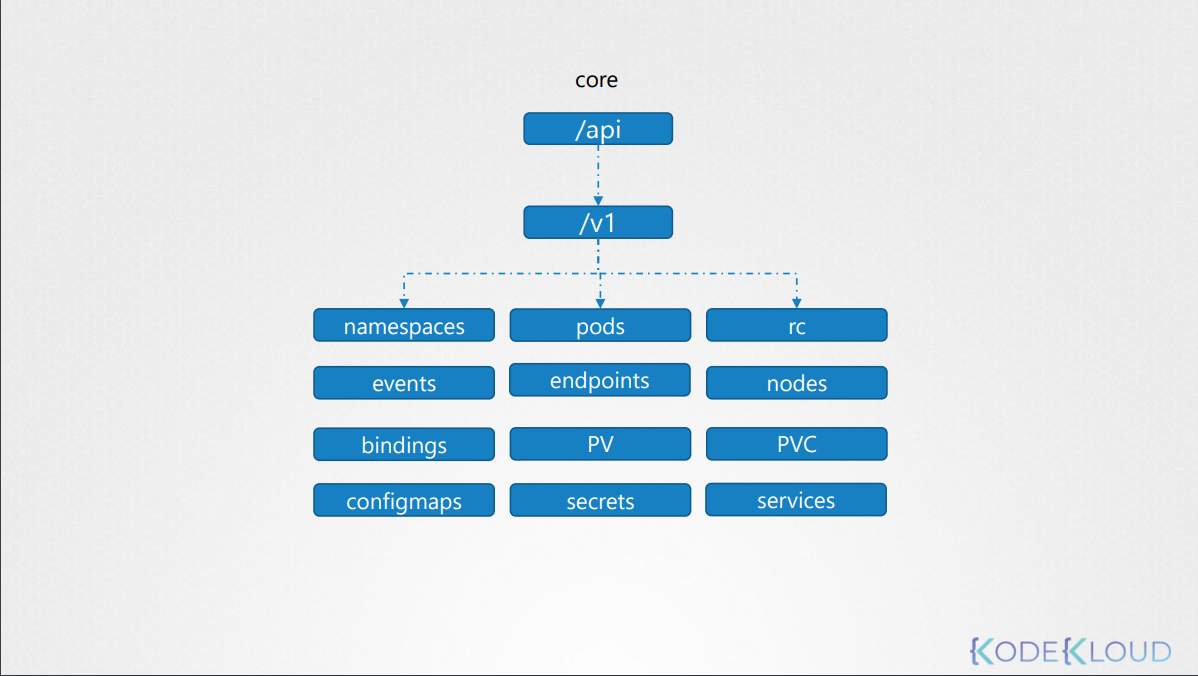 core
/api
/v1
namespaces
pods
rc
events
endpoints
nodes
bindings
PV
PVC
configmaps
secrets
services
KODEKLOUD